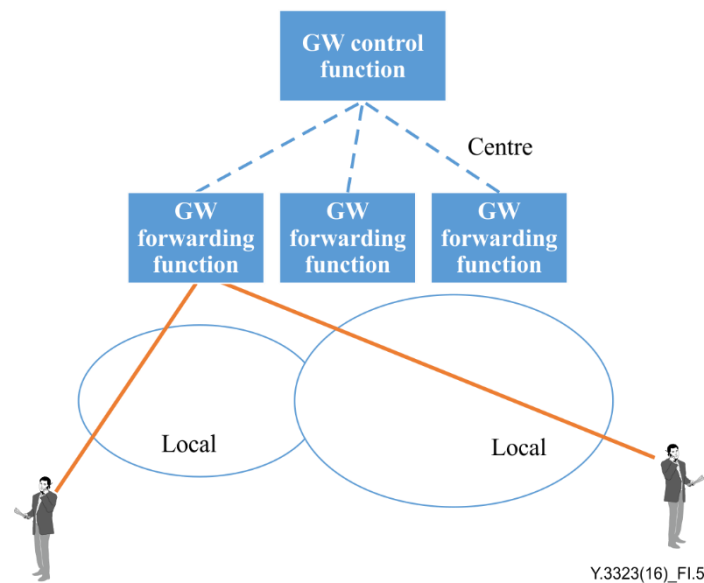 GW control
function
Centre
GW
forwarding
function
GW
forwarding
function
GW
forwarding
function
Local
Local
Y.3323(16)_FI.5